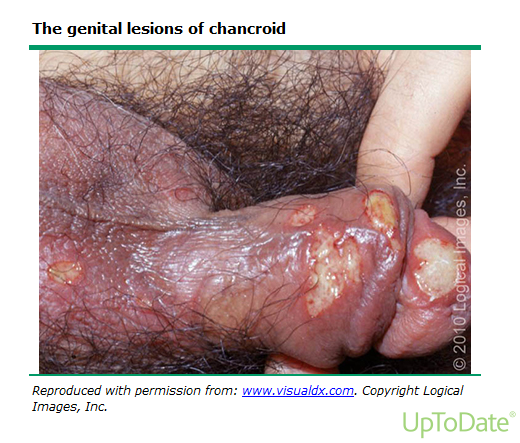 The genital lesions of chancroid
© 2010 Logical Images, Inc.
Reproduced with permission from: www.visualdx.com. Copyright Logical
Images, Inc.
UpToDate®